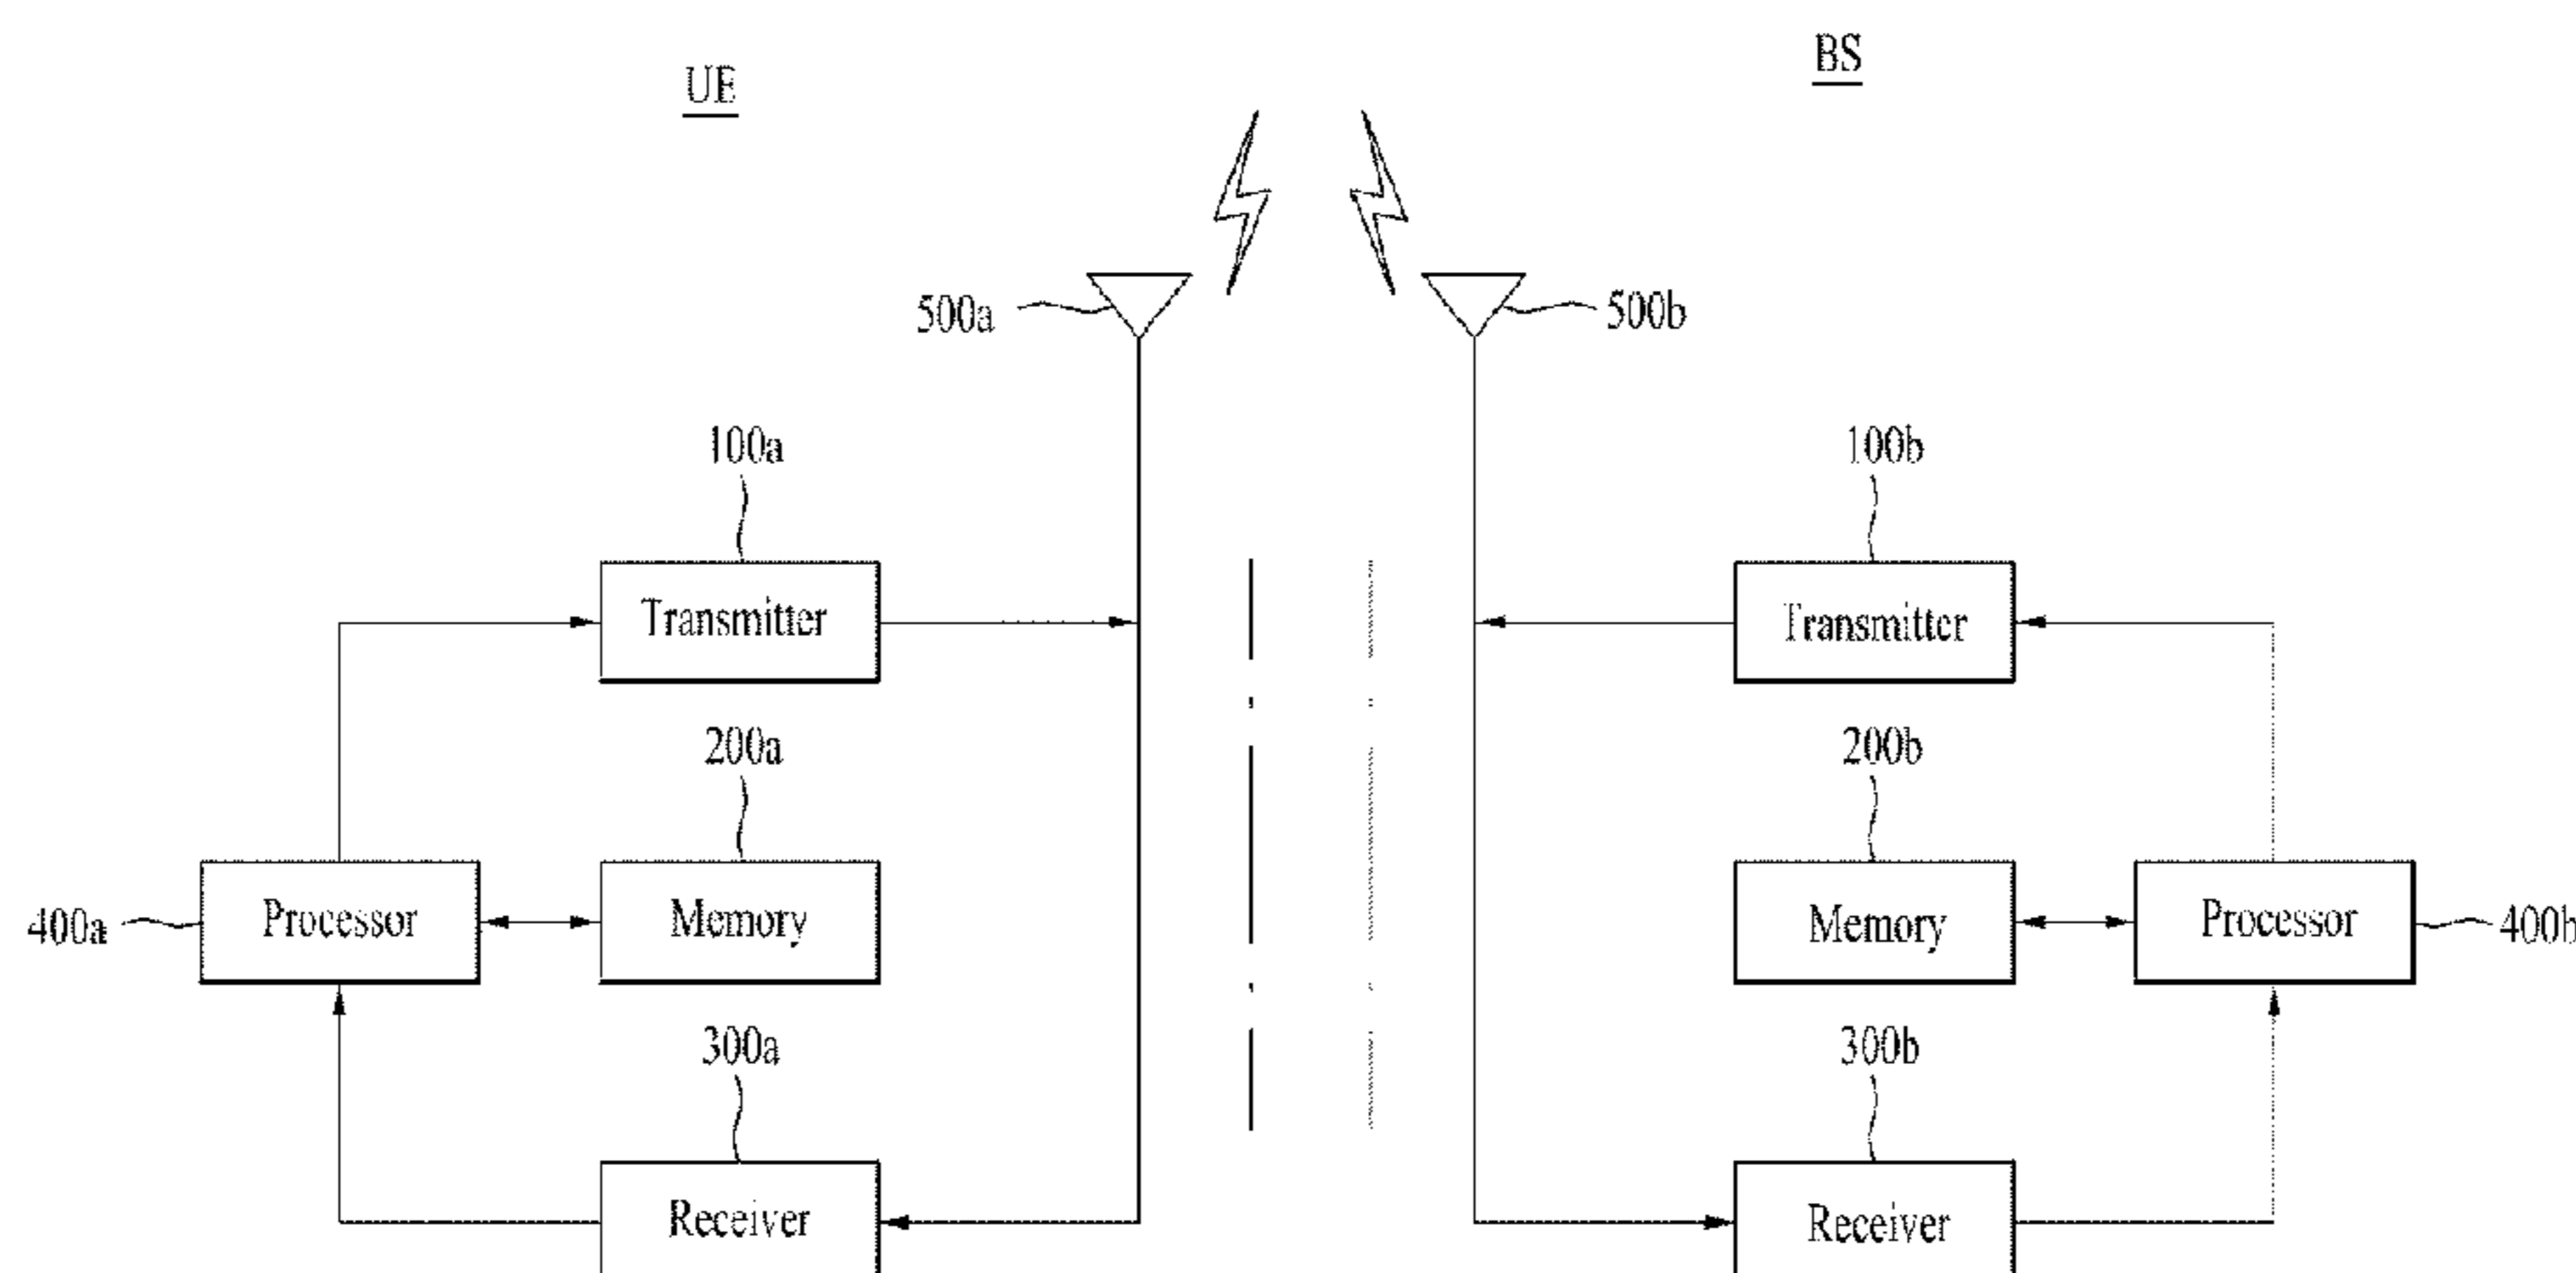 UE
BS
500a
500b
100a
100b
Transmitter
Transmitter
200a
200b
400a
Processor
Memory
Memory
Processor
400b
300a
300b
Receiver
Receiver